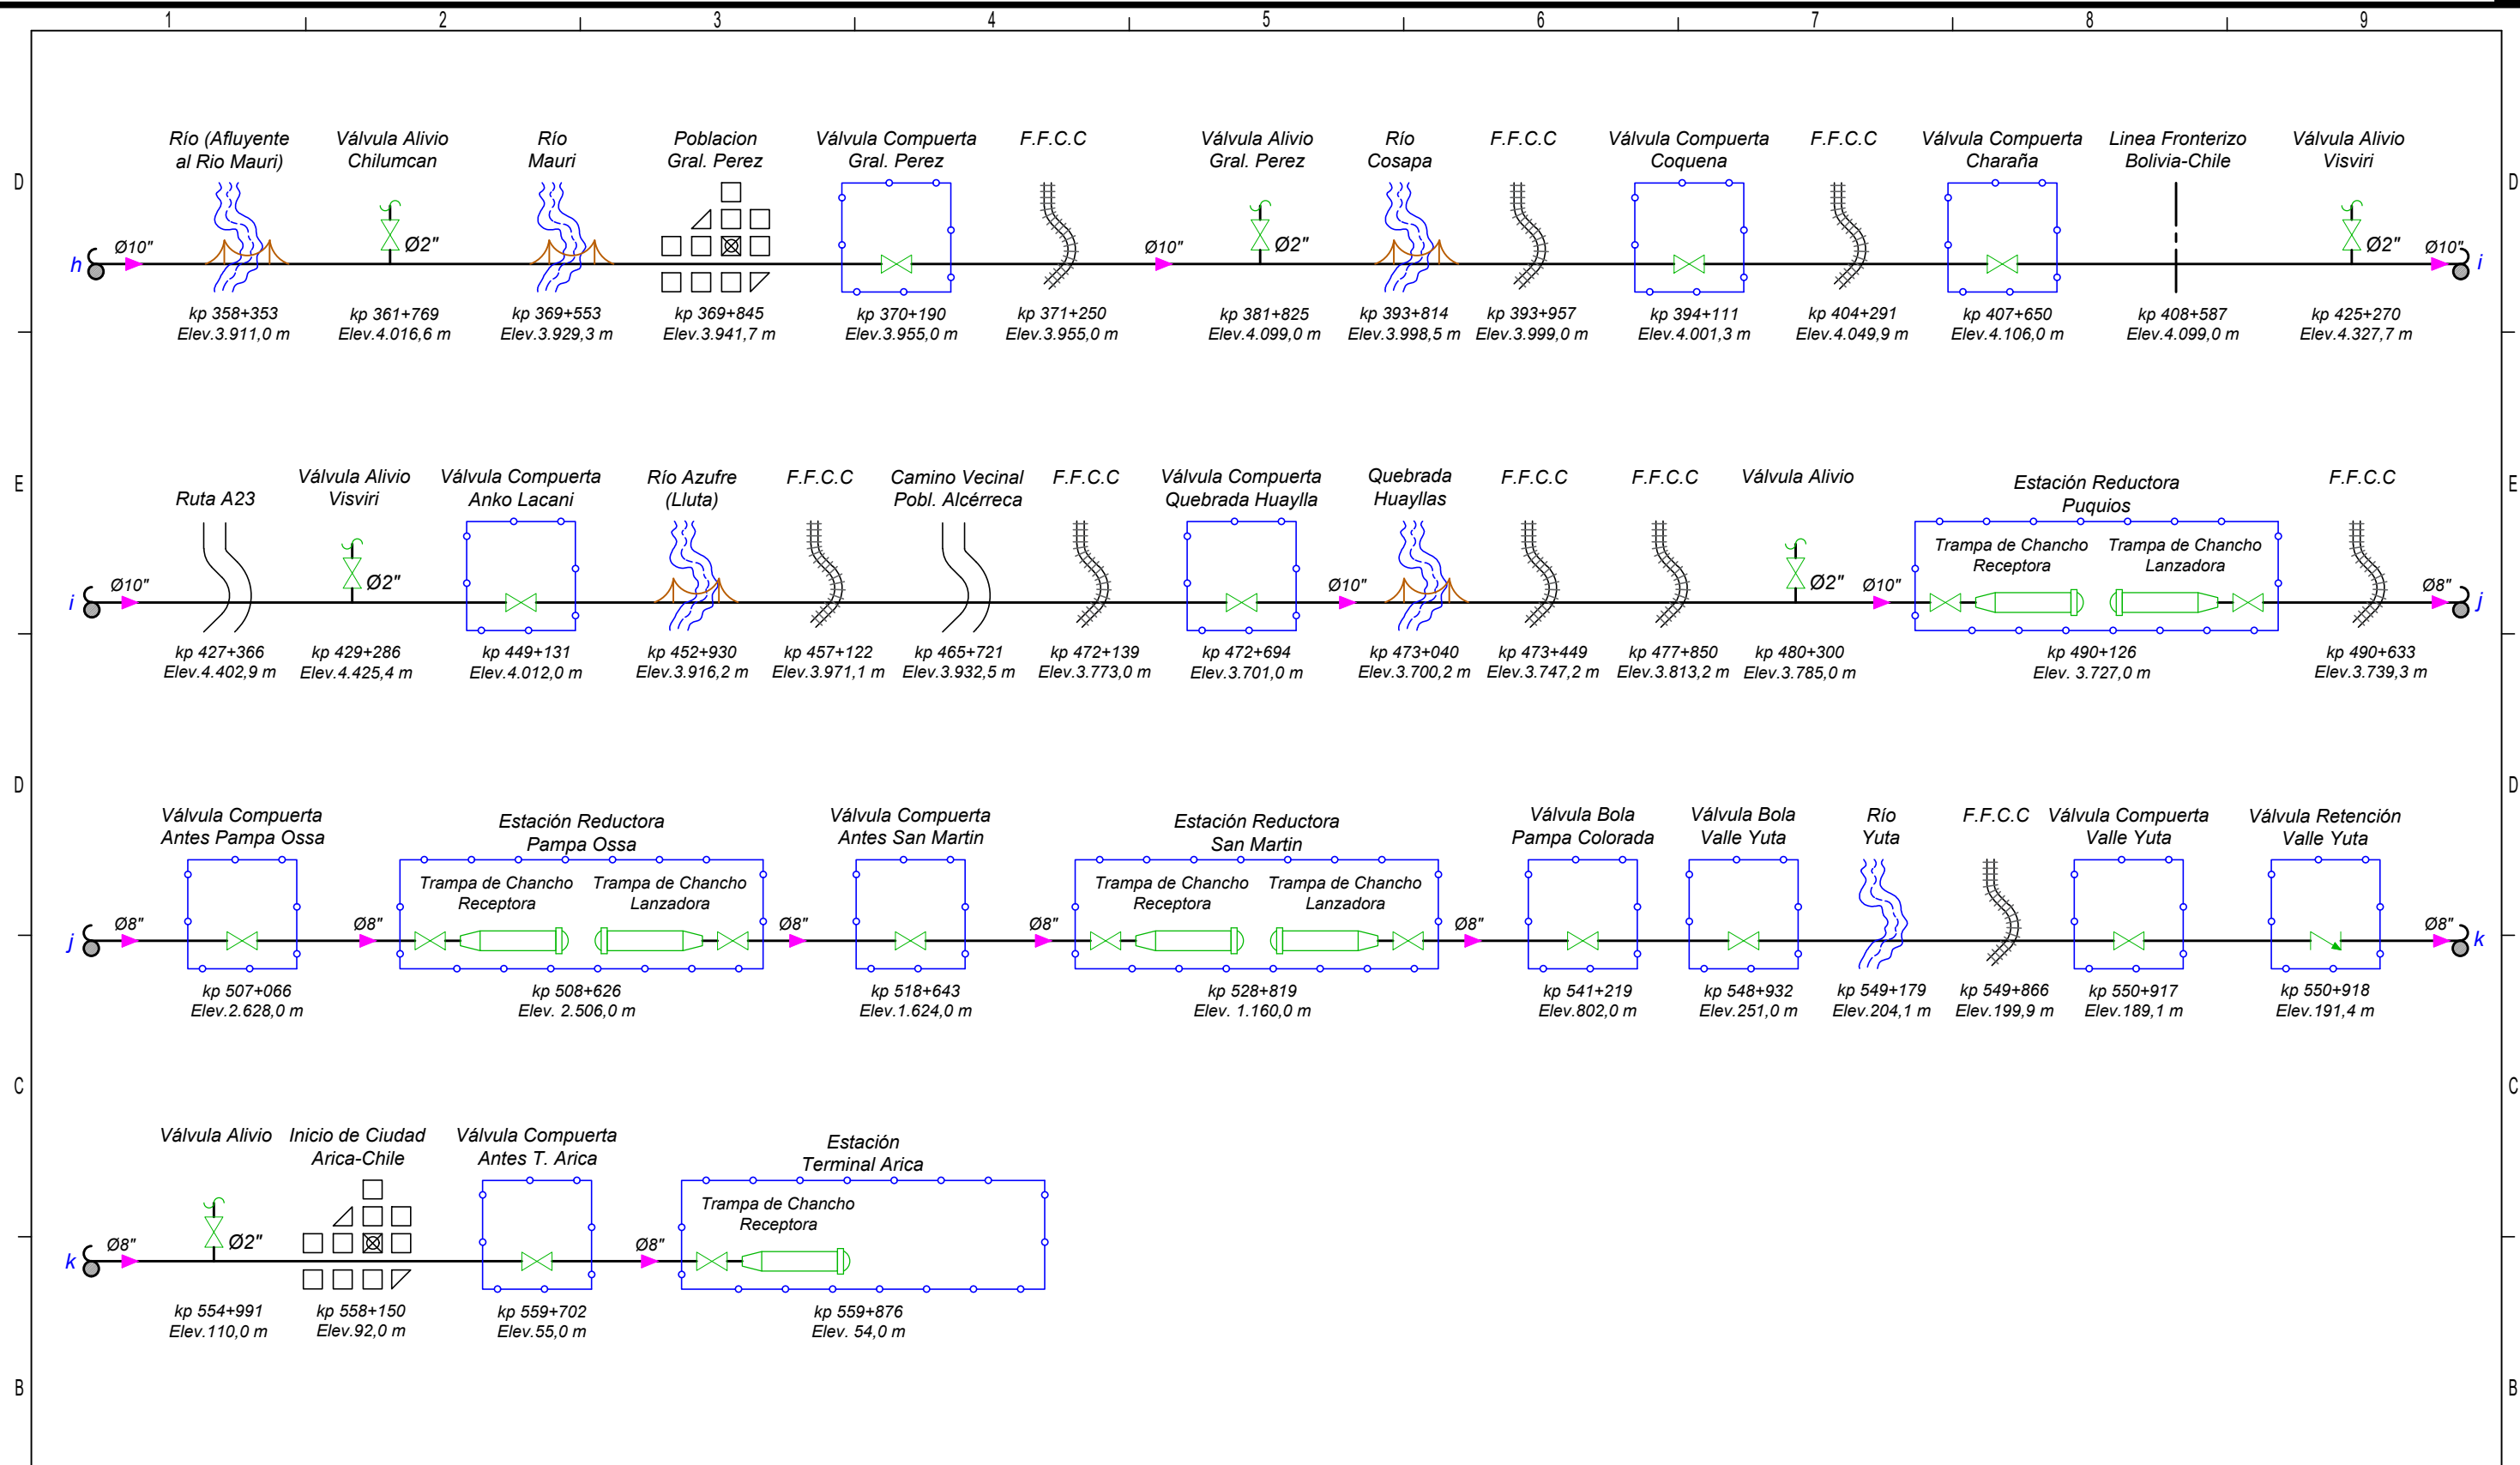 1 2 3 4 5 6 7 8 9
Río (Afluyente
al Rio Mauri)
Válvula Alivio
Chilumcan
Río
Mauri
Poblacion
Gral. Perez
Válvula Compuerta
Gral. Perez
F.F.C.C
Válvula Alivio
Gral. Perez
Río
Cosapa
F.F.C.C
Válvula Compuerta
Coquena
F.F.C.C
Válvula Compuerta
Charaña
Linea Fronterizo
Bolivia-Chile
Válvula Alivio
Visviri
D
D
h
Ø10"
Ø2"
Ø10"
Ø2"
Ø2"
Ø10"
i
kp 358+353
Elev.3.911,0 m
kp 361+769
Elev.4.016,6 m
kp 369+553
Elev.3.929,3 m
kp 369+845
Elev.3.941,7 m
kp 370+190
Elev.3.955,0 m
kp 371+250
Elev.3.955,0 m
kp 381+825
Elev.4.099,0 m
kp 393+814
Elev.3.998,5 m
kp 393+957
Elev.3.999,0 m
kp 394+111
Elev.4.001,3 m
kp 404+291
Elev.4.049,9 m
kp 407+650
Elev.4.106,0 m
kp 408+587
Elev.4.099,0 m
kp 425+270
Elev.4.327,7 m
E
E
Ruta A23
Válvula Alivio
Visviri
Válvula Compuerta
Anko Lacani
Río Azufre
(Lluta)
F.F.C.C
Camino Vecinal
Pobl. Alcérreca
F.F.C.C
Válvula Compuerta
Quebrada Huaylla
Quebrada
Huayllas
F.F.C.C
F.F.C.C
Válvula Alivio
Estación Reductora
Puquios
Trampa de Chancho
Receptora
Trampa de Chancho
Lanzadora
F.F.C.C
i
Ø10"
Ø2"
Ø10"
Ø2"
Ø10"
Ø8"
j
kp 427+366
Elev.4.402,9 m
kp 429+286
Elev.4.425,4 m
kp 449+131
Elev.4.012,0 m
kp 452+930
Elev.3.916,2 m
kp 457+122
Elev.3.971,1 m
kp 465+721
Elev.3.932,5 m
kp 472+139
Elev.3.773,0 m
kp 472+694
Elev.3.701,0 m
kp 473+040
Elev.3.700,2 m
kp 473+449
Elev.3.747,2 m
kp 477+850
Elev.3.813,2 m
kp 480+300
Elev.3.785,0 m
kp 490+126
Elev. 3.727,0 m
kp 490+633
Elev.3.739,3 m
D
D
Válvula Compuerta
Antes Pampa Ossa
Estación Reductora
Pampa Ossa
Trampa de Chancho
Receptora
Trampa de Chancho
Lanzadora
Válvula Compuerta
Antes San Martin
Estación Reductora
San Martin
Trampa de Chancho
Receptora
Trampa de Chancho
Lanzadora
Válvula Bola
Pampa Colorada
Válvula Bola
Valle Yuta
Río
Yuta
F.F.C.C
Válvula Compuerta
Valle Yuta
Válvula Retención
Valle Yuta
j
Ø8"
Ø8"
Ø8"
Ø8"
Ø8"
Ø8"
k
kp 507+066
Elev.2.628,0 m
kp 508+626
Elev. 2.506,0 m
kp 518+643
Elev.1.624,0 m
kp 528+819
Elev. 1.160,0 m
kp 541+219
Elev.802,0 m
kp 548+932
Elev.251,0 m
kp 549+179
Elev.204,1 m
kp 549+866
Elev.199,9 m
kp 550+917
Elev.189,1 m
kp 550+918
Elev.191,4 m
C
C
Válvula Alivio
Inicio de Ciudad
Arica-Chile
Válvula Compuerta
Antes T. Arica
Estación
Terminal Arica
Trampa de Chancho
Receptora
k
Ø8"
Ø2"
Ø8"
kp 554+991
Elev.110,0 m
kp 558+150
Elev.92,0 m
kp 559+702
Elev.55,0 m
kp 559+876
Elev. 54,0 m
B
B